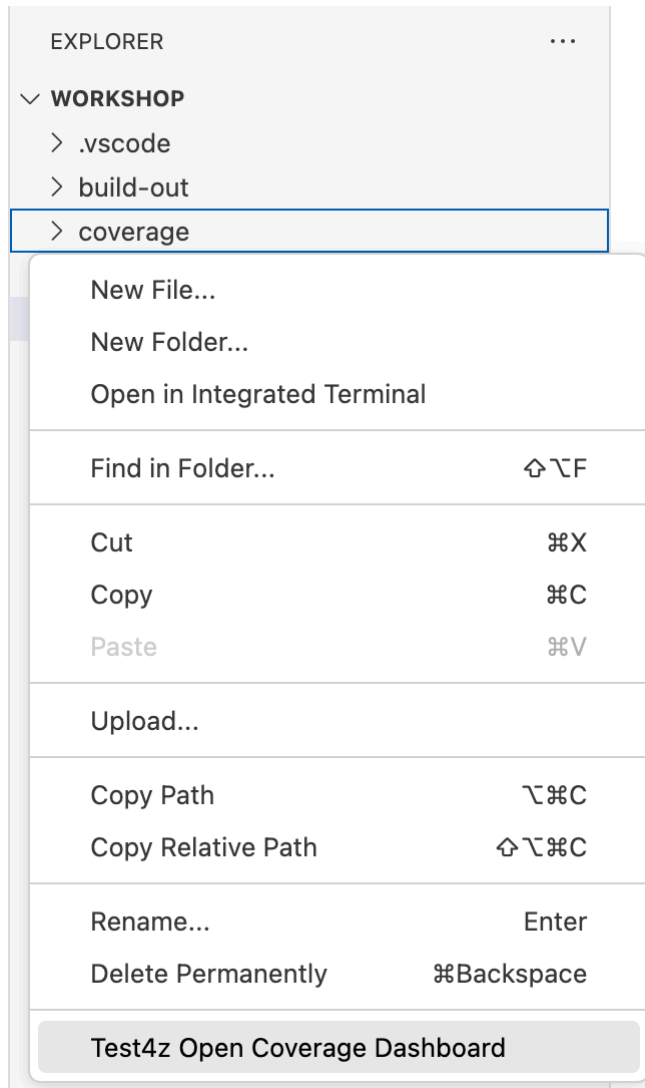 EXPLORER ...
WORKSHOP
.vscode
build-out
coverage
New File...
New Folder...
Open in Integrated Terminal
Find in Folder... ⇧⌥F
Cut ⌘X
Copy ⌘C
Paste ⌘V
Upload...
Copy Path ⌥⌘C
Copy Relative Path ⇧⌥⌘C
Rename... Enter
Delete Permanently ⌘Backspace
Test4z Open Coverage Dashboard